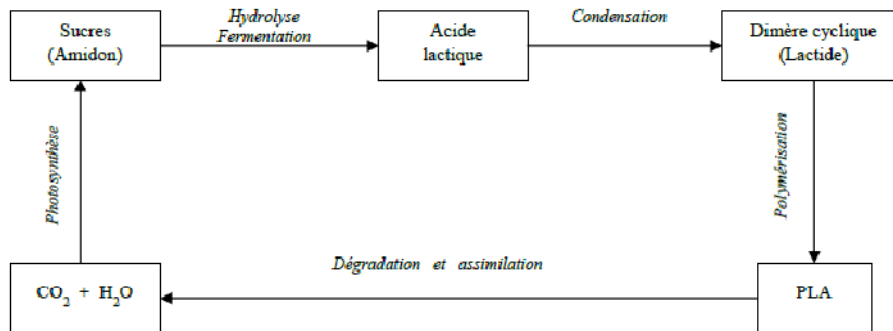 Sucres
(Amidon)
Hydrolyse
Fermentation
Acide
lactique
Condensation
Dimère cyclique
(Lactide)
Photosynthèse
Polymérisation
Dégradation et assimilation
CO₂ + H₂O
PLA